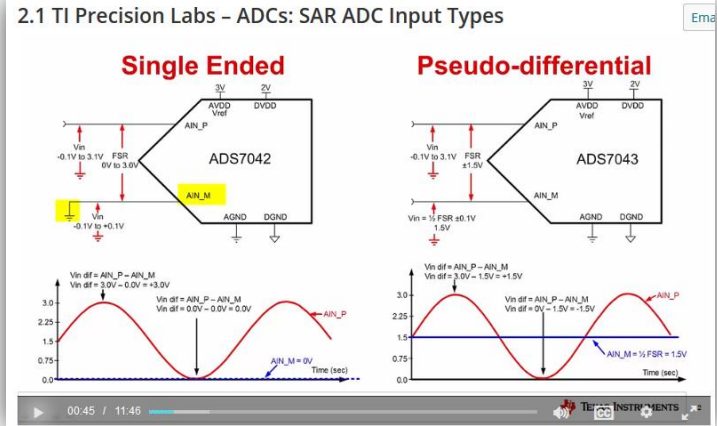 2.1 TI Precision Labs – ADCs: SAR ADC Input Types
Ema
Single Ended
3V
2V
AVDD
DVDD
Vref
AIN_P
Vin
-0.1V to 3.1V
FSR
0V to 3.0V
ADS7042
AIN_M
Vin
-0.1V to +0.1V
AGND
DGND
Vin dif = AIN_P – AIN_M
Vin dif = 3.0V – 0.0V = +3.0V
Vin dif = AIN_P – AIN_M
Vin dif = 0.0V – 0.0V = 0.0V
AIN_P
3.0
2.25
1.5
0.75
0.0
AIN_M = 0V
Time (sec)
Pseudo-differential
3V
2V
AVDD
DVDD
Vref
AIN_P
Vin
-0.1V to 3.1V
FSR
±1.5V
ADS7043
AIN_M
Vin = ½ FSR ±0.1V
1.5V
AGND
DGND
Vin dif = AIN_P – AIN_M
Vin dif = 3.0V – 1.5V = +1.5V
Vin dif = AIN_P – AIN_M
Vin dif = 0V – 1.5V = -1.5V
AIN_P
3.0
2.25
1.5
0.75
0.0
AIN_M = ½ FSR = 1.5V
Time (sec)
00:45 / 11:46
TEXAS INSTRUMENTS
CC
2